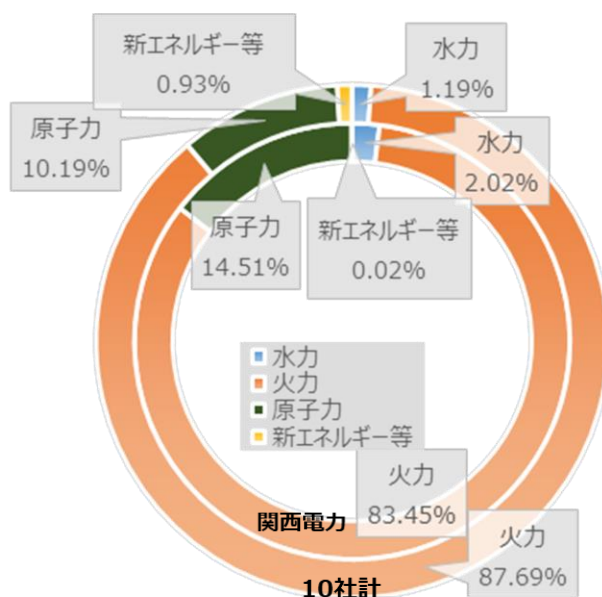 新エネルギー等
0.93%
水力
1.19%
原子力
10.19%
水力
2.02%
原子力
14.51%
新エネルギー等
0.02%
水力
火力
原子力
新エネルギー等
火力
83.45%
関西電力
火力
87.69%
10社計